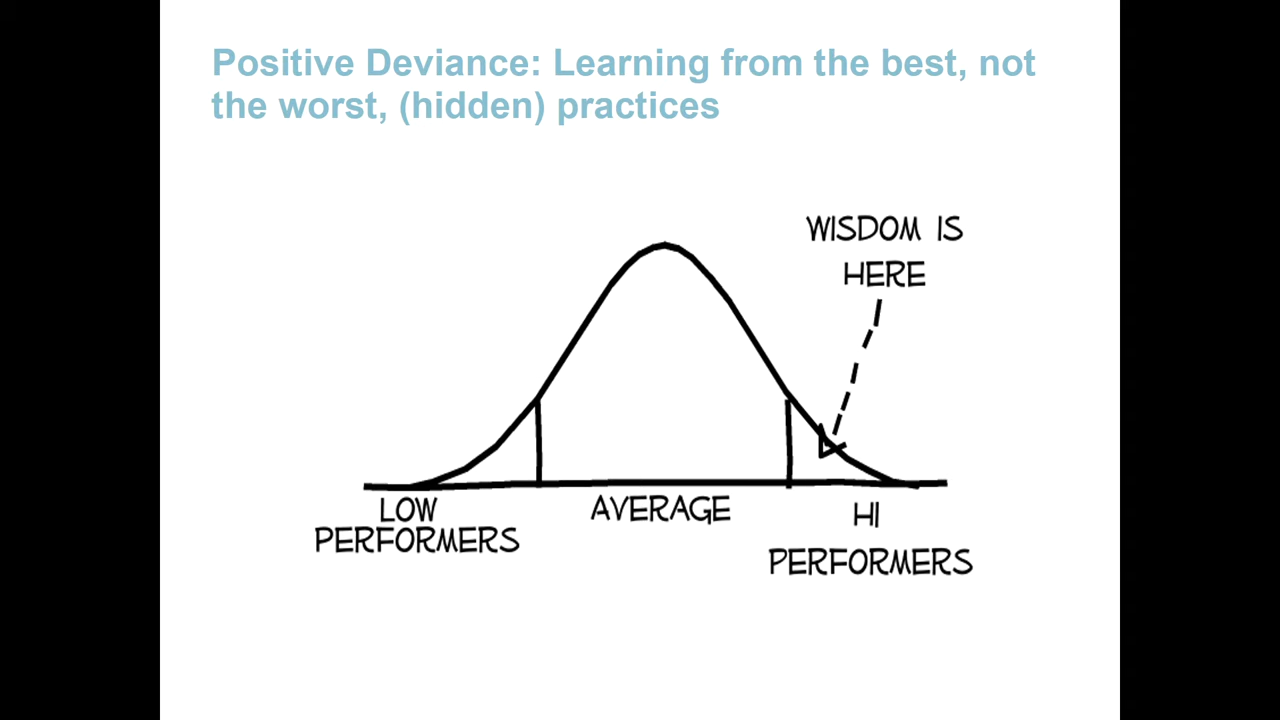 Positive Deviance: Learning from the best, not
the worst, (hidden) practices
WISDOM IS
HERE
LOW
PERFORMERS
AVERAGE
HI
PERFORMERS